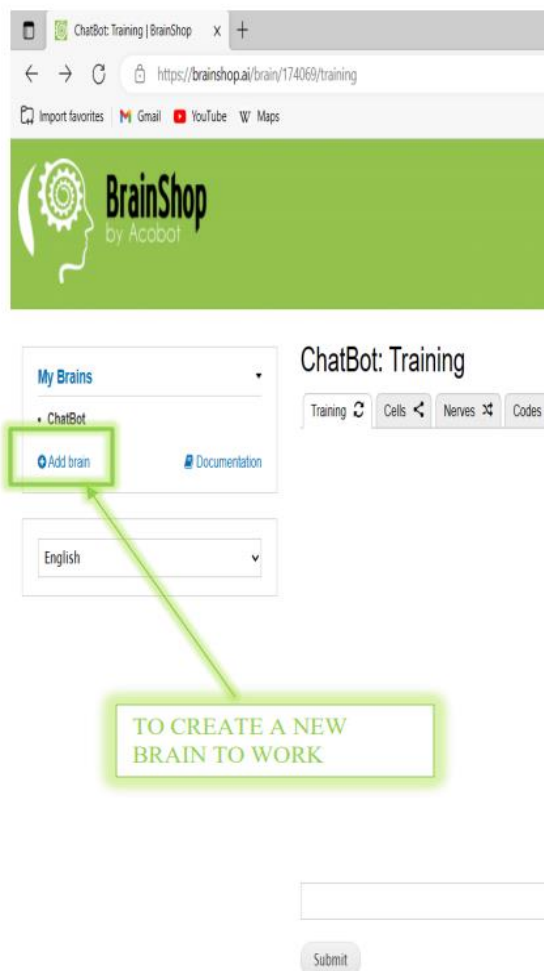 ChatBot: Training | BrainShop
https://brainshop.ai/brain/174069/training
Import favorites Gmail YouTube Maps
BrainShop
by Acobot
My Brains
ChatBot
Add brain Documentation
English
ChatBot: Training
Training Cells Nerves Codes
TO CREATE A NEW
BRAIN TO WORK
Submit